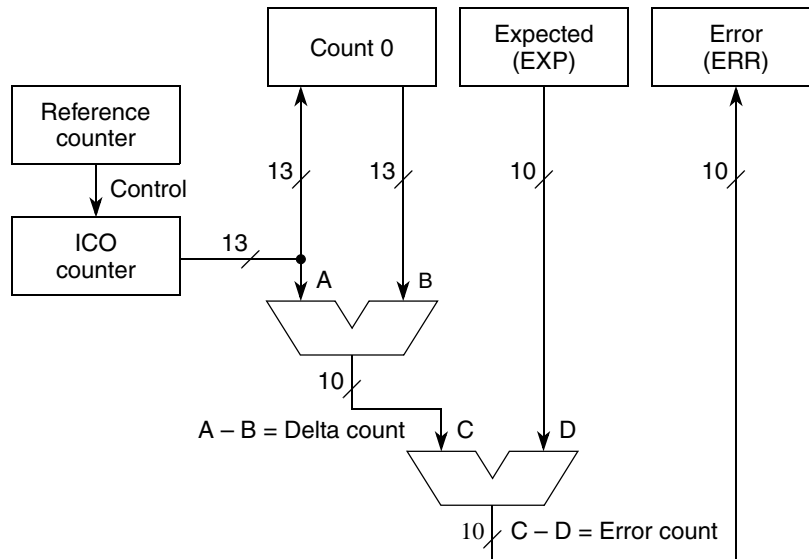 Count 0
Expected
(EXP)
Error
(ERR)
Reference
counter
13
13
10
10
Control
ICO
counter
13
A
B
10
A – B = Delta count
C
D
10
C – D = Error count